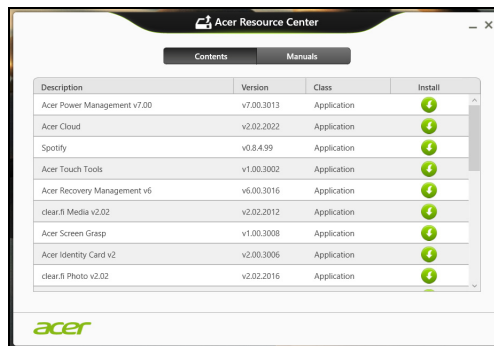 Acer Resource Center
Contents Manuals
Description Version Class Install
Acer Power Management v7.00 v7.00.3013 Application
Acer Cloud v2.02.2022 Application
Spotify v0.8.4.99 Application
Acer Touch Tools v1.00.3002 Application
Acer Recovery Management v6 v6.00.3016 Application
clear.fi Media v2.02 v2.02.2012 Application
Acer Screen Grasp v1.00.3008 Application
Acer Identity Card v2 v2.00.3006 Application
clear.fi Photo v2.02 v2.02.2016 Application
acer